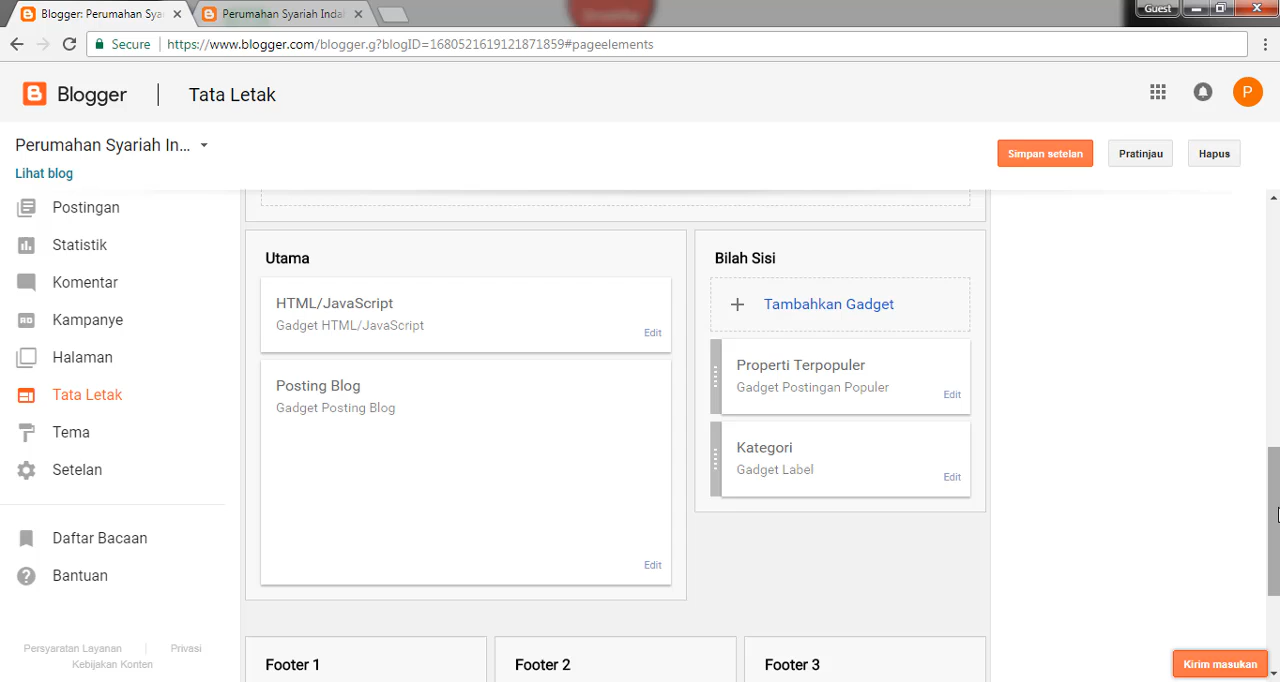 Blogger: Perumahan Sya
Perumahan Syariah Inda
Guest
Secure
https://www.blogger.com/blogger.g?blogID=1680521619121871859#pageelements
Blogger
Tata Letak
P
Perumahan Syariah In...
Lihat blog
Simpan setelan
Pratinjau
Hapus
Postingan
Statistik
Komentar
Kampanye
Halaman
Tata Letak
Tema
Setelan
Daftar Bacaan
Bantuan
Persyaratan Layanan
Privasi
Kebijakan Konten
Utama
HTML/JavaScript
Gadget HTML/JavaScript
Edit
Posting Blog
Gadget Posting Blog
Edit
Bilah Sisi
Tambahkan Gadget
Properti Terpopuler
Gadget Postingan Populer
Edit
Kategori
Gadget Label
Edit
Footer 1
Footer 2
Footer 3
Kirim masukan